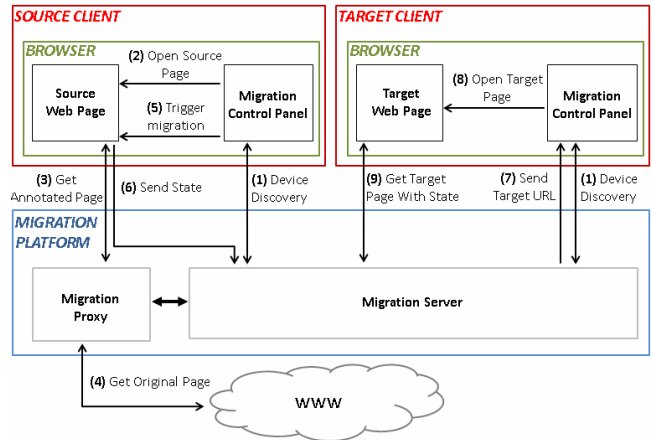 SOURCE CLIENT
BROWSER
Source
Web Page
(2) Open Source
Page
(5) Trigger
migration
Migration
Control Panel
TARGET CLIENT
BROWSER
Target
Web Page
(8) Open Target
Page
Migration
Control Panel
(3) Get
Annotated Page
(6) Send State
(1) Device
Discovery
(9) Get Target
Page With State
(7) Send
Target URL
(1) Device
Discovery
MIGRATION
PLATFORM
Migration
Proxy
Migration Server
(4) Get Original Page
WWW